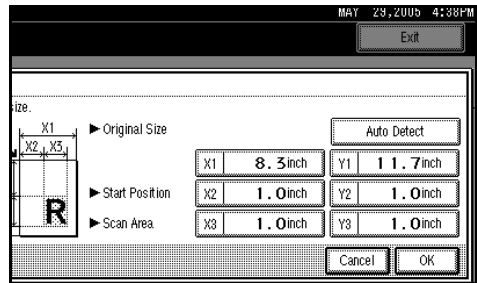 MAY 29,2005 4:38PM
Exit
ize.
X1
► Original Size
Auto Detect
X2 X3
X1 8.3inch Y1 11.7inch
► Start Position X2 1.0inch Y2 1.0inch
R
► Scan Area X3 1.0inch Y3 1.0inch
Cancel OK